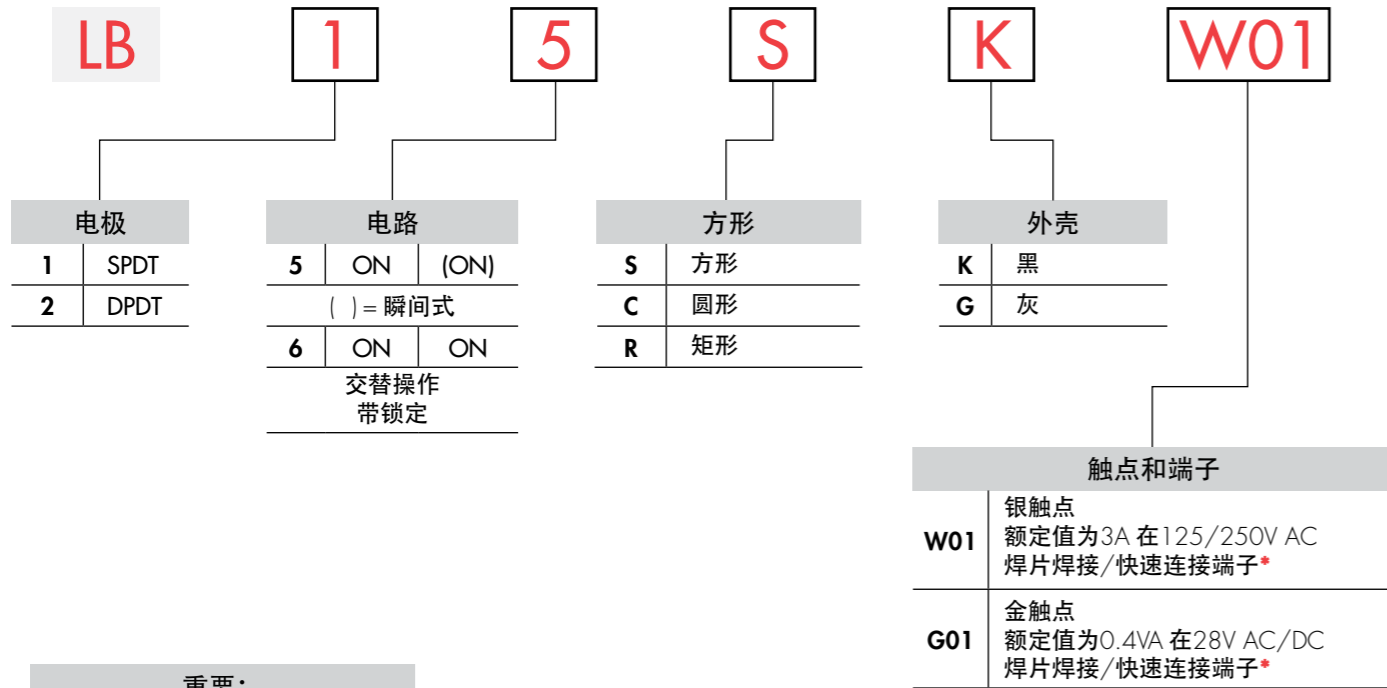 LB 1 5 S K W01
电极
1 SPDT
2 DPDT
电路
5 ON (ON)
( ) = 瞬间式
6 ON ON
交替操作
带锁定
方形
S 方形
C 圆形
R 矩形
外壳
K 黑
G 灰
触点和端子
W01 银触点
额定值为3A 在125/250V AC
焊片焊接/快速连接端子*
G01 金触点
额定值为0.4VA 在28V AC/DC
焊片焊接/快速连接端子*
重要: